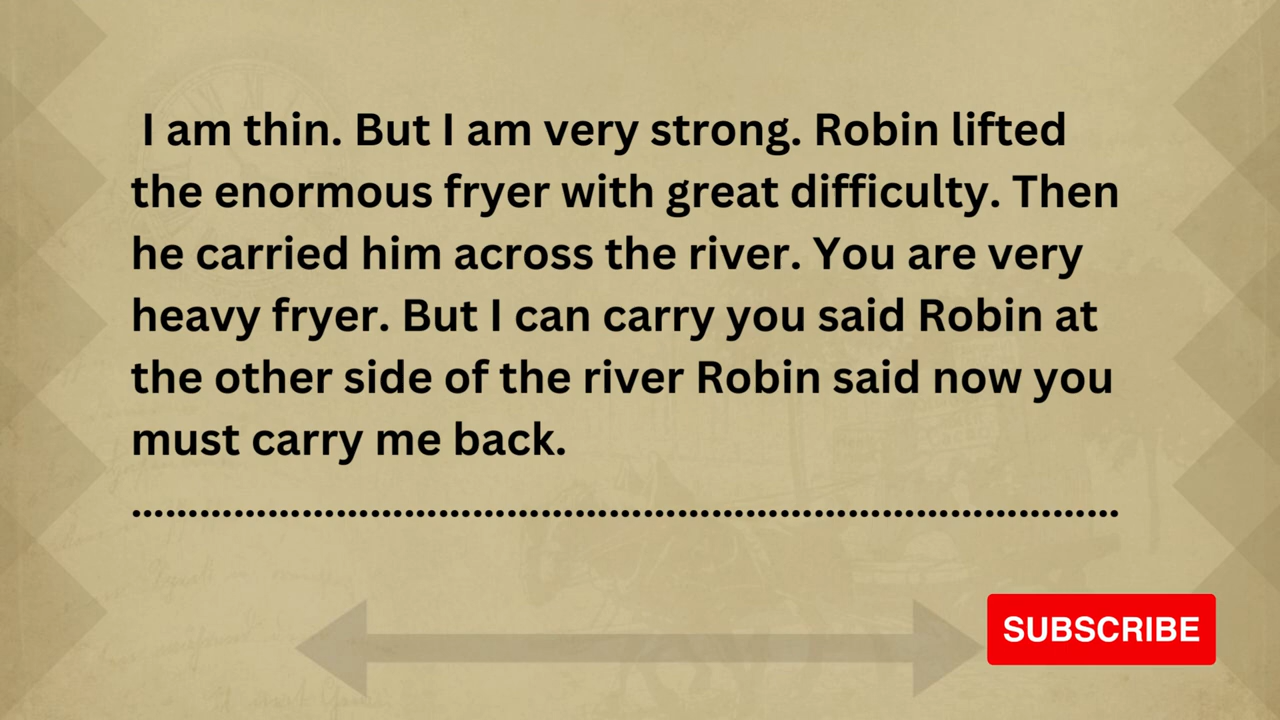 I am thin. But I am very strong. Robin lifted
the enormous fryer with great difficulty. Then
he carried him across the river. You are very
heavy fryer. But I can carry you said Robin at
the other side of the river Robin said now you
must carry me back.
……………………………………………………………………………
SUBSCRIBE